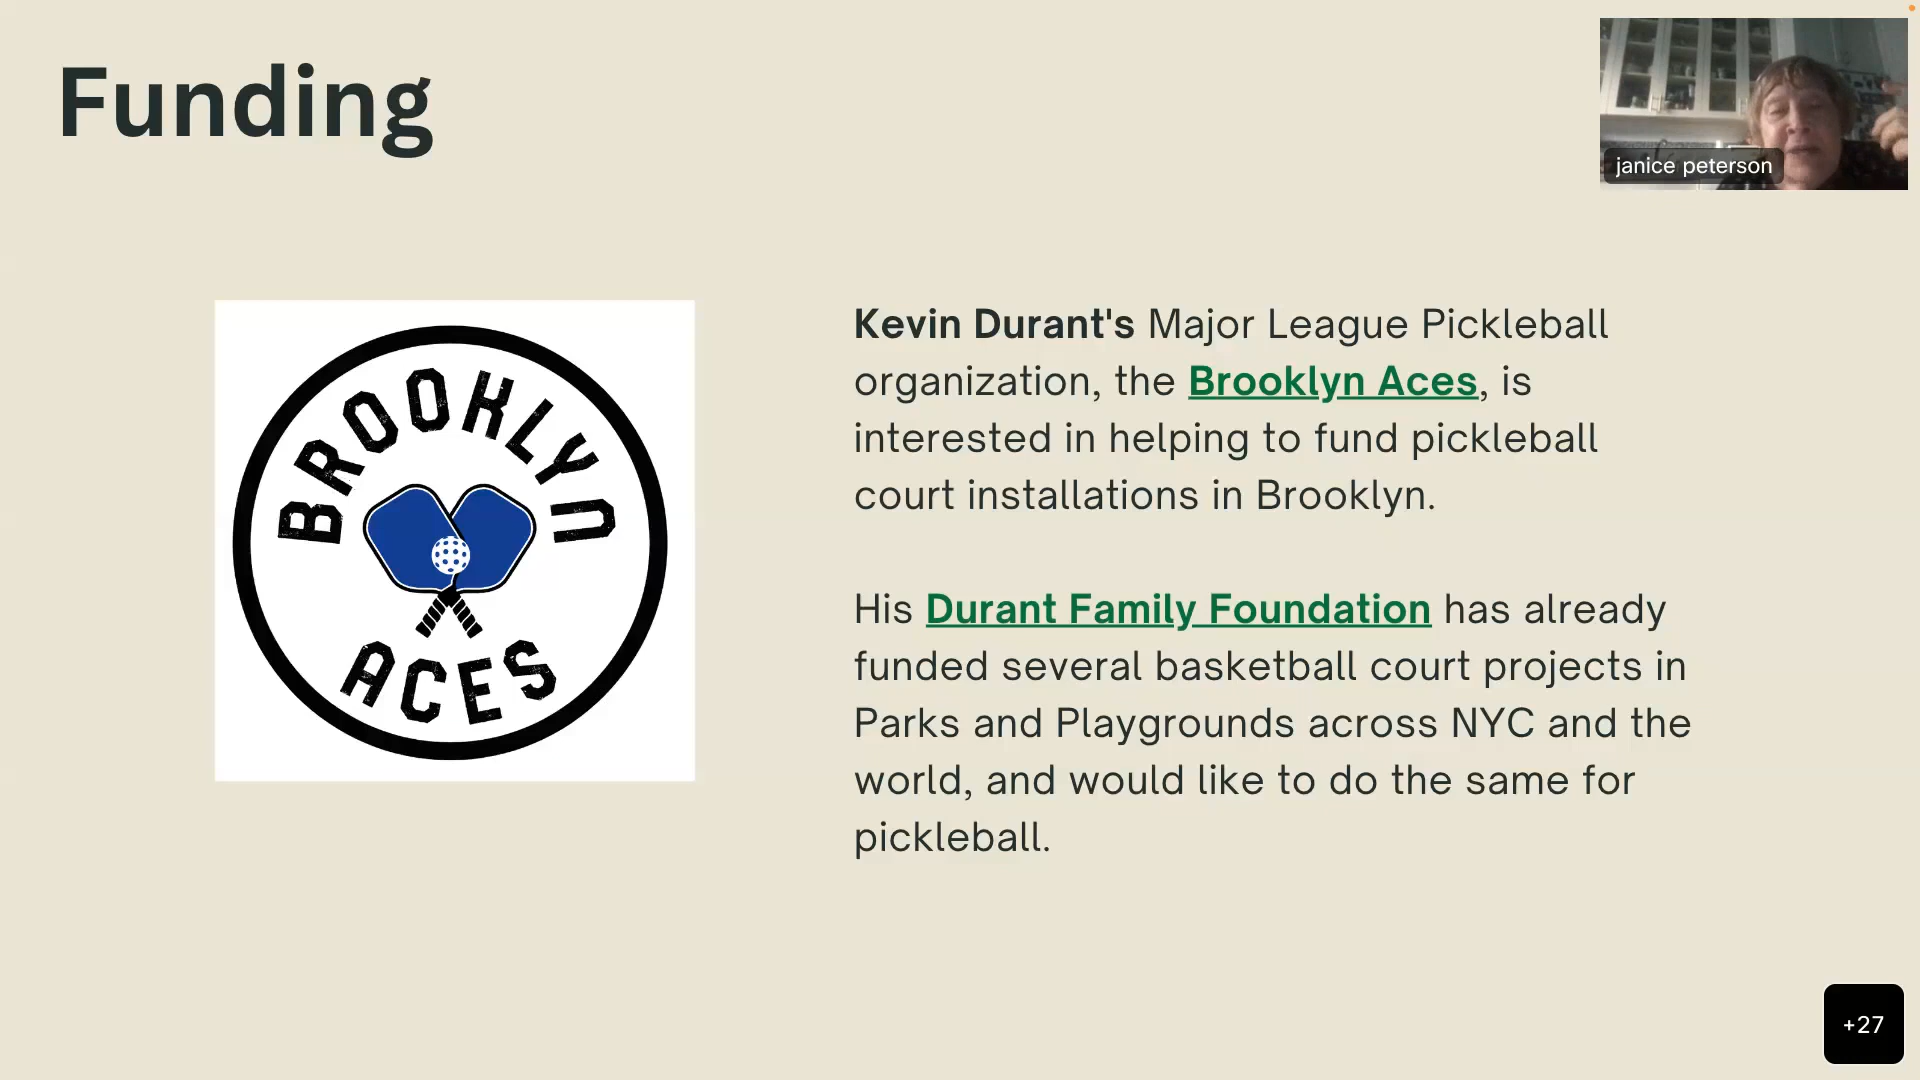 Funding
janice peterson
BROOKLYN
ACES
Kevin Durant's Major League Pickleball
organization, the Brooklyn Aces, is
interested in helping to fund pickleball
court installations in Brooklyn.
His Durant Family Foundation has already
funded several basketball court projects in
Parks and Playgrounds across NYC and the
world, and would like to do the same for
pickleball.
+27